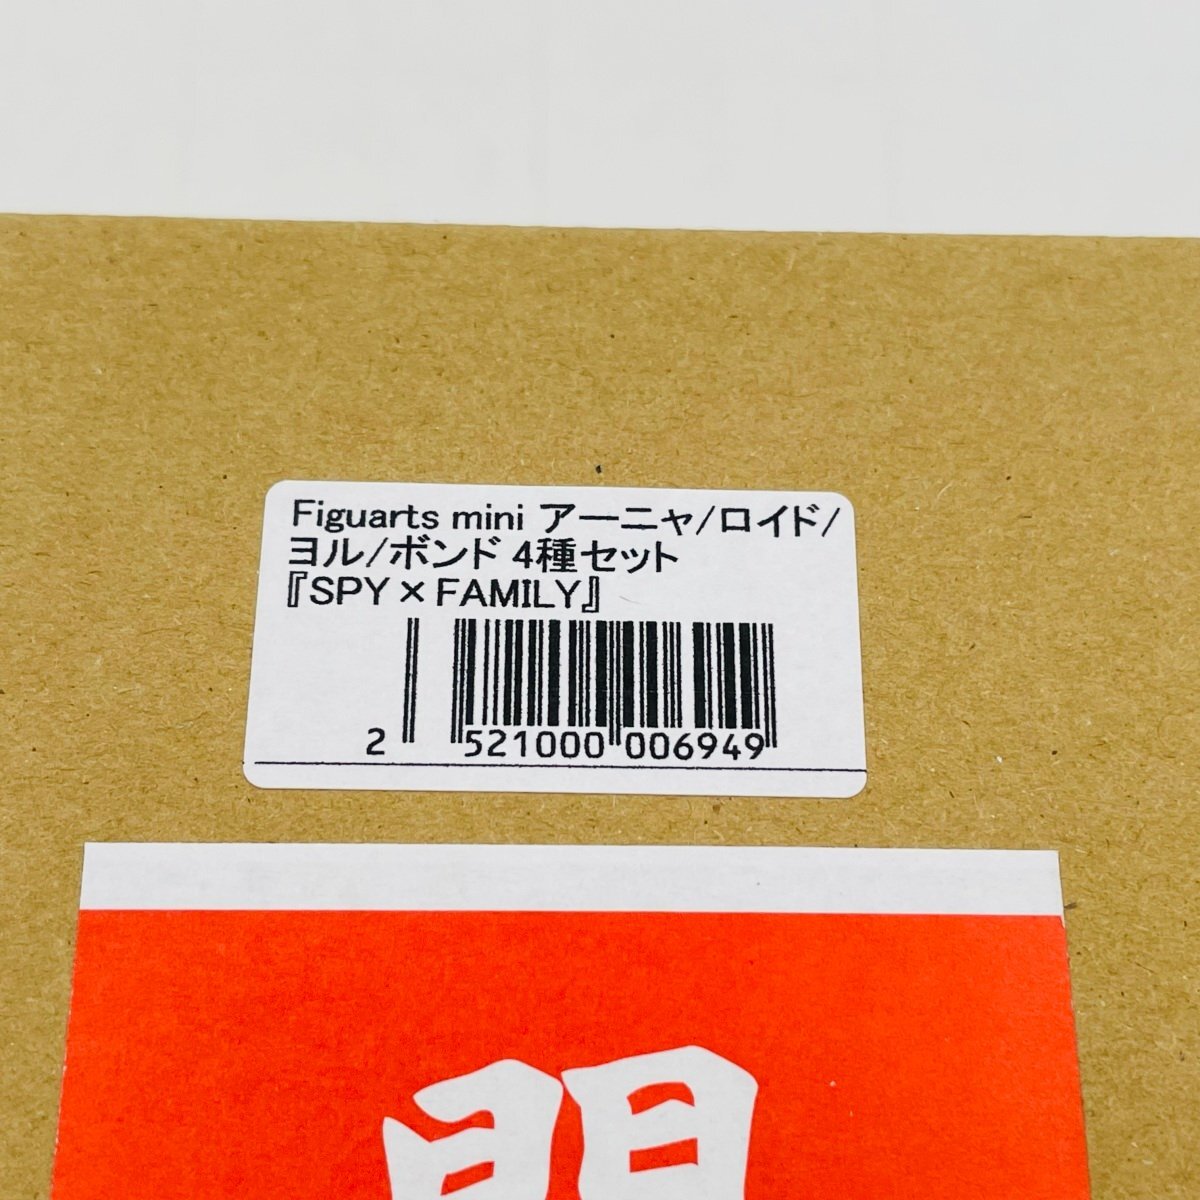 Figuarts mini アーニャ/ロイド/
ヨル/ボンド 4種セット
『SPY×FAMILY』
2 521000 006949